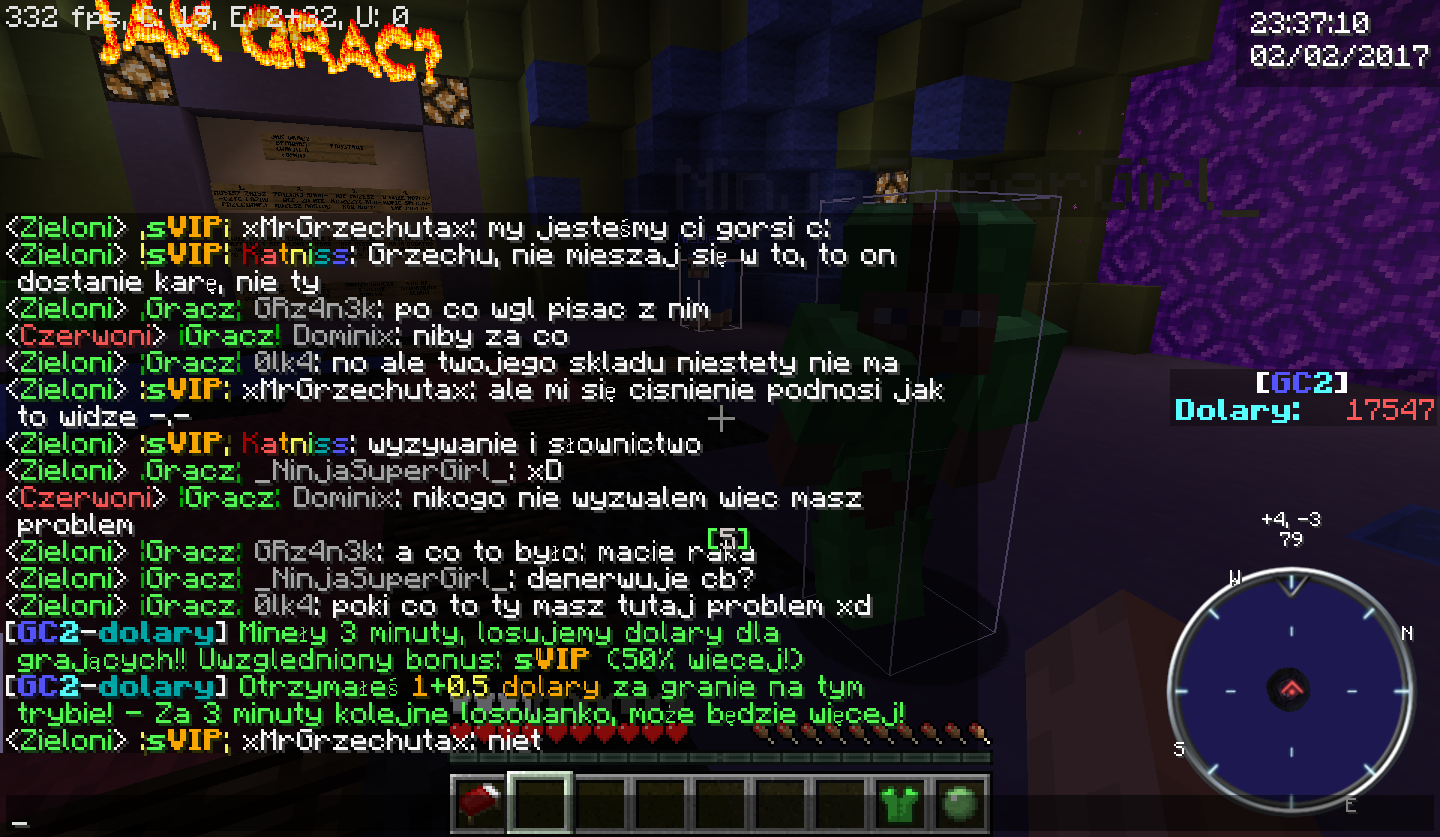 332 fps, C: 15, E: 2+32, U: 0
JAK GRAC?
23:37:10
02/02/2017
<Zieloni> ¡sVIP¡ xMrGrzechutax: my jesteśmy ci gorsi c:
<Zieloni> !sVIP! Katniss: Grzechu, nie mieszaj się w to, to on
dostanie karę, nie ty
<Zieloni> ¡Gracz¡ GRz4n3k: po co wgl pisac z nim
<Czerwoni> ¡Gracz! Dominix: niby za co
<Zieloni> ¡Gracz¡ 0lk4: no ale twojego skladu niestety nie ma
<Zieloni> :sVIP: xMrGrzechutax: ale mi się cisnienie podnosi jak
to widze -.-
<Zieloni> :sVIP¡ Katniss: wyzywanie i słownictwo
<Zieloni> ¡Gracz¡ _NinjaSuperGirl_: xD
<Czerwoni> ¡Gracz¡ Dominix: nikogo nie wyzwalem wiec masz
problem
<Zieloni> ¡Gracz¡ GRz4n3k: a co to było: macie raka
<Zieloni> ¡Gracz¡ _NinjaSuperGirl_: denerwuje cb?
<Zieloni> ¡Gracz¡ 0lk4: poki co to ty masz tutaj problem xd
[GC2-dolary] Mineły 3 minuty, losujemy dolary dla
grających!! Uwzgledniony bonus: sVIP (50% wiecej!)
[GC2-dolary] Otrzymałeś 1+0.5 dolary za granie na tym
trybie! - Za 3 minuty kolejne losowanko, może będzie więcej!
<Zieloni> :sVIP¡ xMrGrzechutax: niet
[5]
[GC2]
Dolary: 17547
+4, -3
79
W
N
S
E
_